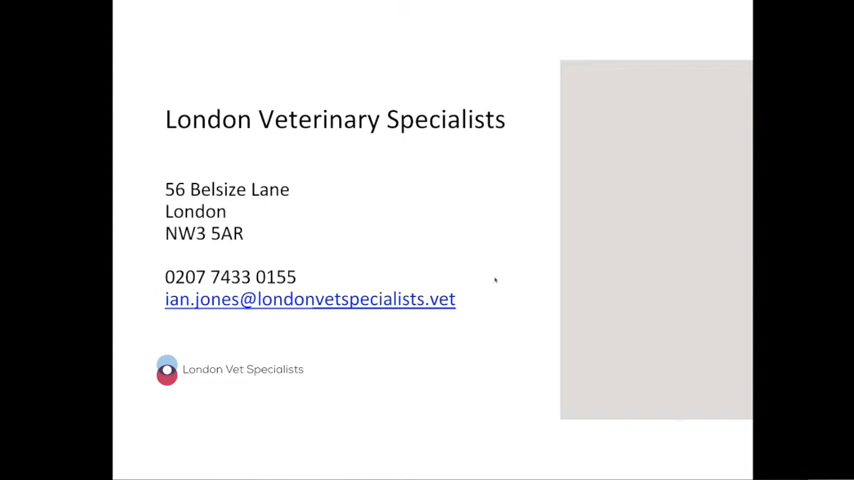 London Veterinary Specialists
56 Belsize Lane
London
NW3 5AR
0207 7433 0155
ian.jones@londonvetspecialists.vet
London Vet Specialists